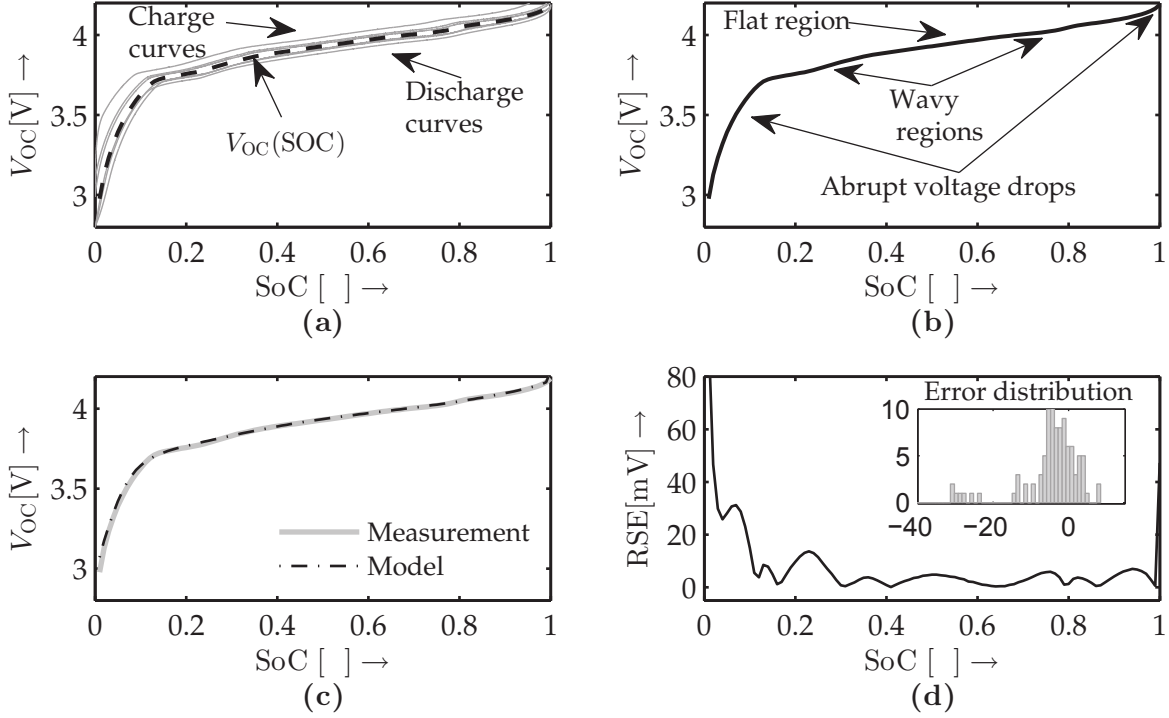 Charge
curves
4
3.5
3
V_OC[V] →
V_OC(SOC)
Discharge
curves
0 0.2 0.4 0.6 0.8 1
SoC [ ] →
(a)
Flat region
4
3.5
3
V_OC[V] →
Wavy
regions
Abrupt voltage drops
0 0.2 0.4 0.6 0.8 1
SoC [ ] →
(b)
4
3.5
3
V_OC[V] →
Measurement
Model
0 0.2 0.4 0.6 0.8 1
SoC [ ] →
(c)
80
60
40
20
0
RSE[mV] →
Error distribution
10
5
0
−40 −20 0
0 0.2 0.4 0.6 0.8 1
SoC [ ] →
(d)